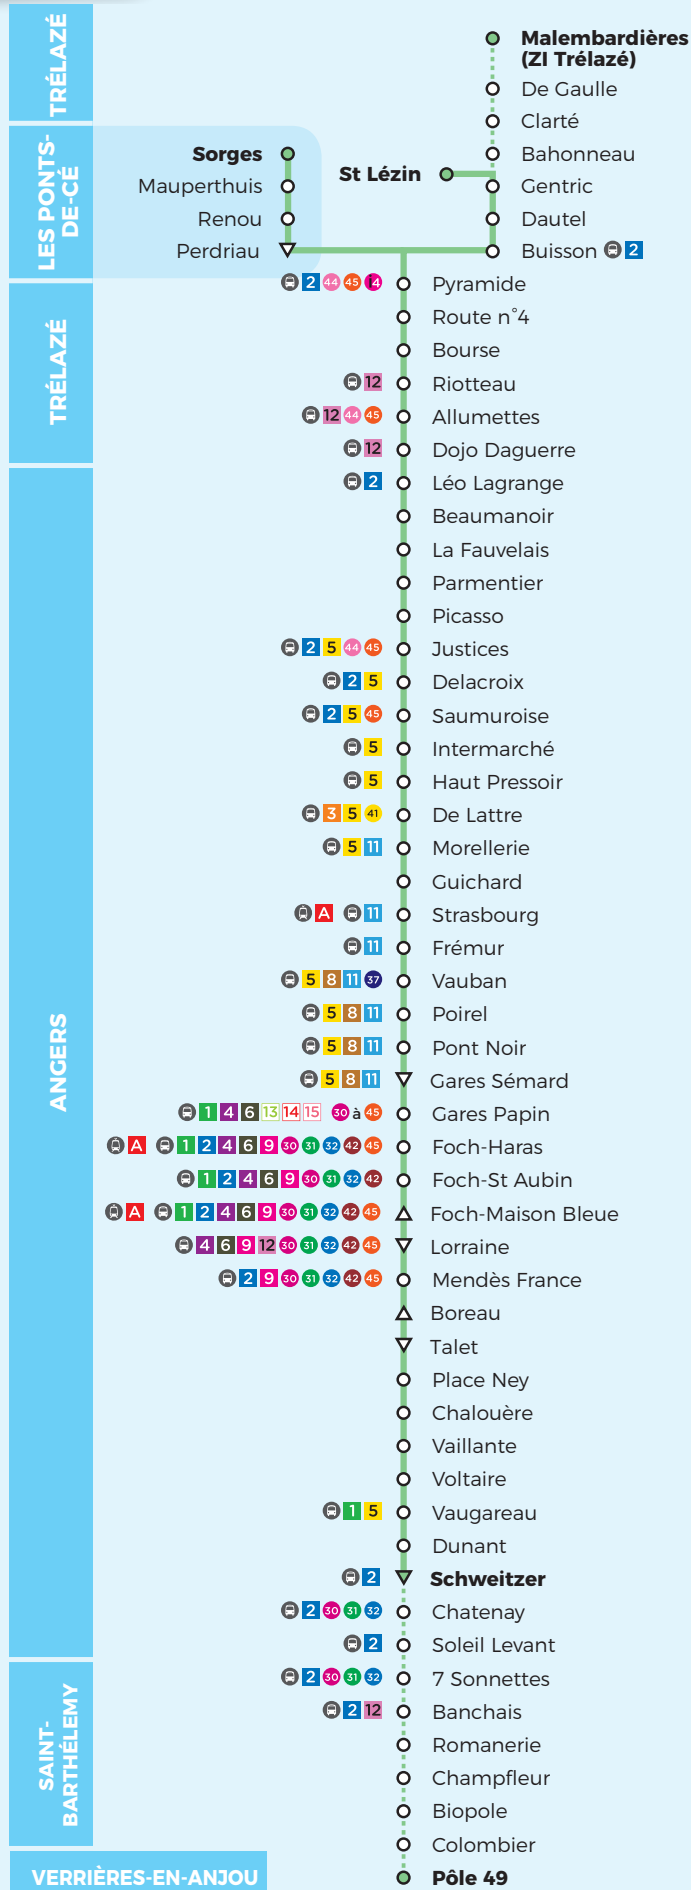 TRÉLAZÉ
Malembardières
(ZI Trélazé)
De Gaulle
Clarté
Bahonneau
LES PONTS-
DE-CÉ
Sorges
Mauperthuis
Renou
Perdriau
St Lézin
Gentric
Dautel
Buisson 2
TRÉLAZÉ
2 44 45 i4 Pyramide
Route n°4
Bourse
12 Riotteau
12 44 45 Allumettes
12 Dojo Daguerre
ANGERS
2 Léo Lagrange
Beaumanoir
La Fauvelais
Parmentier
Picasso
2 5 44 45 Justices
2 5 Delacroix
2 5 45 Saumuroise
5 Intermarché
5 Haut Pressoir
3 5 41 De Lattre
5 11 Morellerie
Guichard
A 11 Strasbourg
11 Frémur
5 8 11 37 Vauban
5 8 11 Poirel
5 8 11 Pont Noir
5 8 11 Gares Sémard
1 4 6 13 14 15 30 à 45 Gares Papin
A 1 2 4 6 9 30 31 32 42 45 Foch-Haras
1 2 4 6 9 30 31 32 42 Foch-St Aubin
A 1 2 4 6 9 30 31 32 42 45 Foch-Maison Bleue
4 6 9 12 30 31 32 42 45 Lorraine
2 9 30 31 32 42 45 Mendès France
Boreau
Talet
Place Ney
Chalouère
Vaillante
Voltaire
1 5 Vaugareau
Dunant
2 Schweitzer
2 30 31 32 Chatenay
2 Soleil Levant
SAINT-
BARTHÉLEMY
2 30 31 32 7 Sonnettes
2 12 Banchais
Romanerie
Champfleur
Biopole
Colombier
VERRIÈRES-EN-ANJOU
Pôle 49